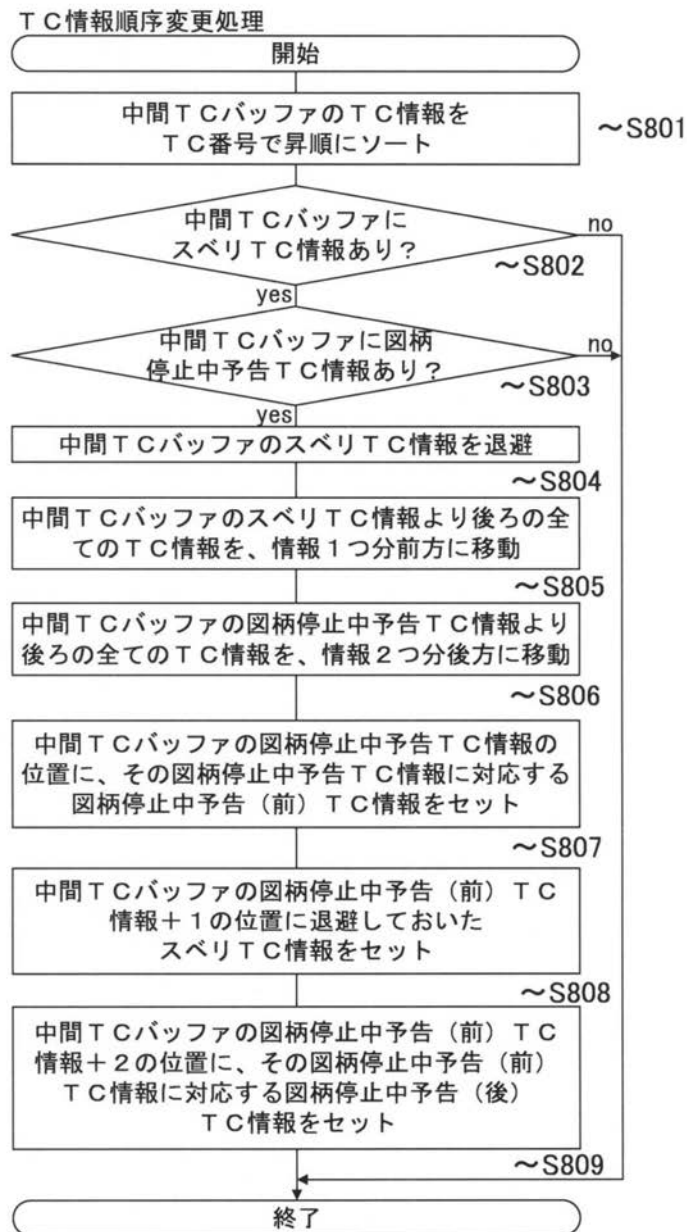 ＴＣ情報順序変更処理
開始
中間ＴＣバッファのＴＣ情報を
ＴＣ番号で昇順にソート
～S801
中間ＴＣバッファに
スベリＴＣ情報あり？
no
～S802
yes
中間ＴＣバッファに図柄
停止中予告ＴＣ情報あり？
no
～S803
yes
中間ＴＣバッファのスベリＴＣ情報を退避
～S804
中間ＴＣバッファのスベリＴＣ情報より後ろの全
てのＴＣ情報を、情報１つ分前方に移動
～S805
中間ＴＣバッファの図柄停止中予告ＴＣ情報より
後ろの全てのＴＣ情報を、情報２つ分後方に移動
～S806
中間ＴＣバッファの図柄停止中予告ＴＣ情報の
位置に、その図柄停止中予告ＴＣ情報に対応する
図柄停止中予告（前）ＴＣ情報をセット
～S807
中間ＴＣバッファの図柄停止中予告（前）ＴＣ
情報＋１の位置に退避しておいた
スベリＴＣ情報をセット
～S808
中間ＴＣバッファの図柄停止中予告（前）ＴＣ
情報＋２の位置に、その図柄停止中予告（前）
ＴＣ情報に対応する図柄停止中予告（後）
ＴＣ情報をセット
～S809
終了